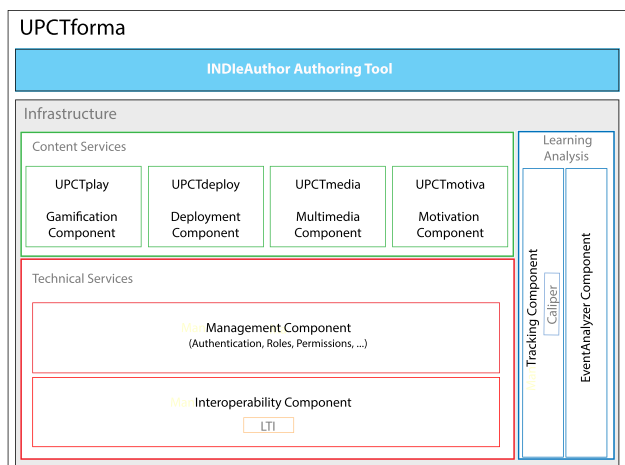 UPCTforma
INDIeAuthor Authoring Tool
Infrastructure
Content Services
UPCTplay
Gamification
Component
UPCTdeploy
Deployment
Component
UPCTmedia
Multimedia
Component
UPCTmotiva
Motivation
Component
Technical Services
Management Component
(Authentication, Roles, Permissions, ...)
Interoperability Component
LTI
Learning
Analysis
Tracking Component
Caliper
EventAnalyzer Component